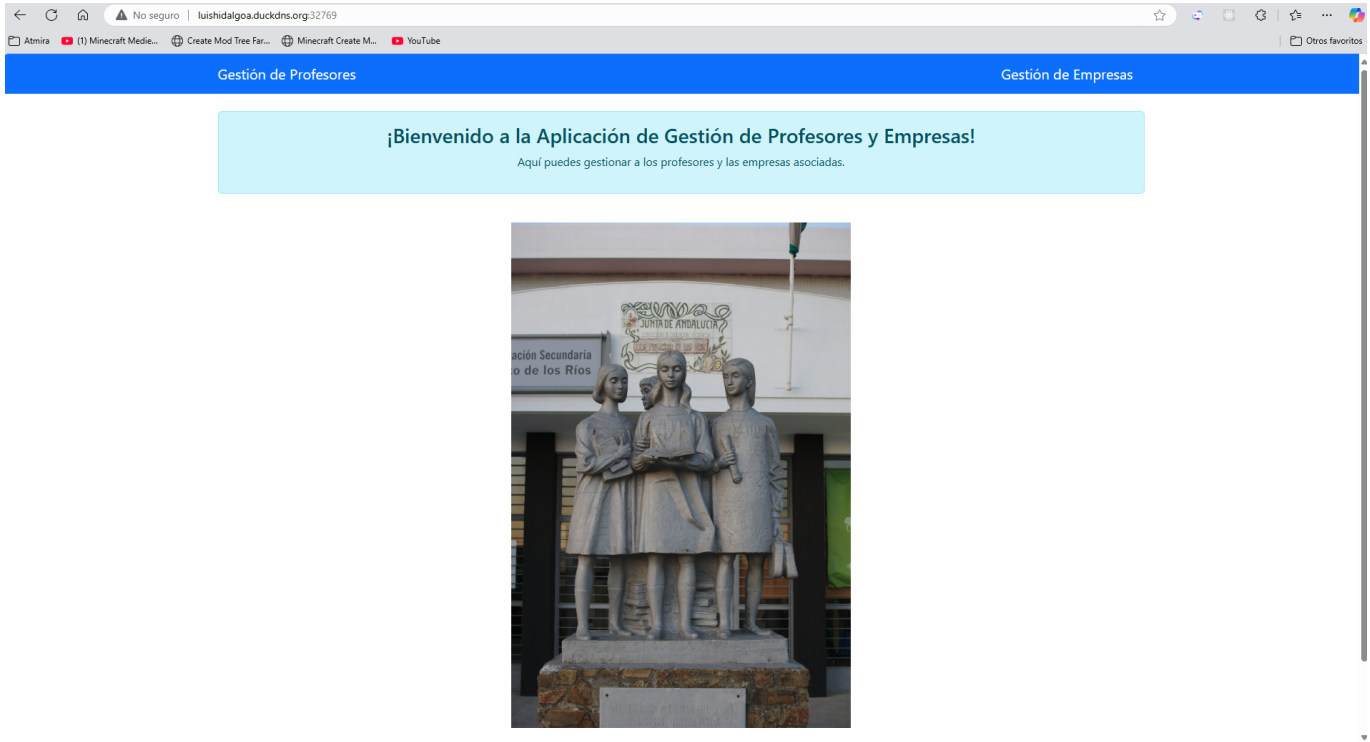 No seguro
luishidalgoa.duckdns.org:32769
Atmira
(1) Minecraft Medie...
Create Mod Tree Far...
Minecraft Create M...
YouTube
Otros favoritos
Gestión de Profesores
Gestión de Empresas
¡Bienvenido a la Aplicación de Gestión de Profesores y Empresas!
Aquí puedes gestionar a los profesores y las empresas asociadas.
JUNTA DE ANDALUCIA
ación Secundaria
o de los Ríos